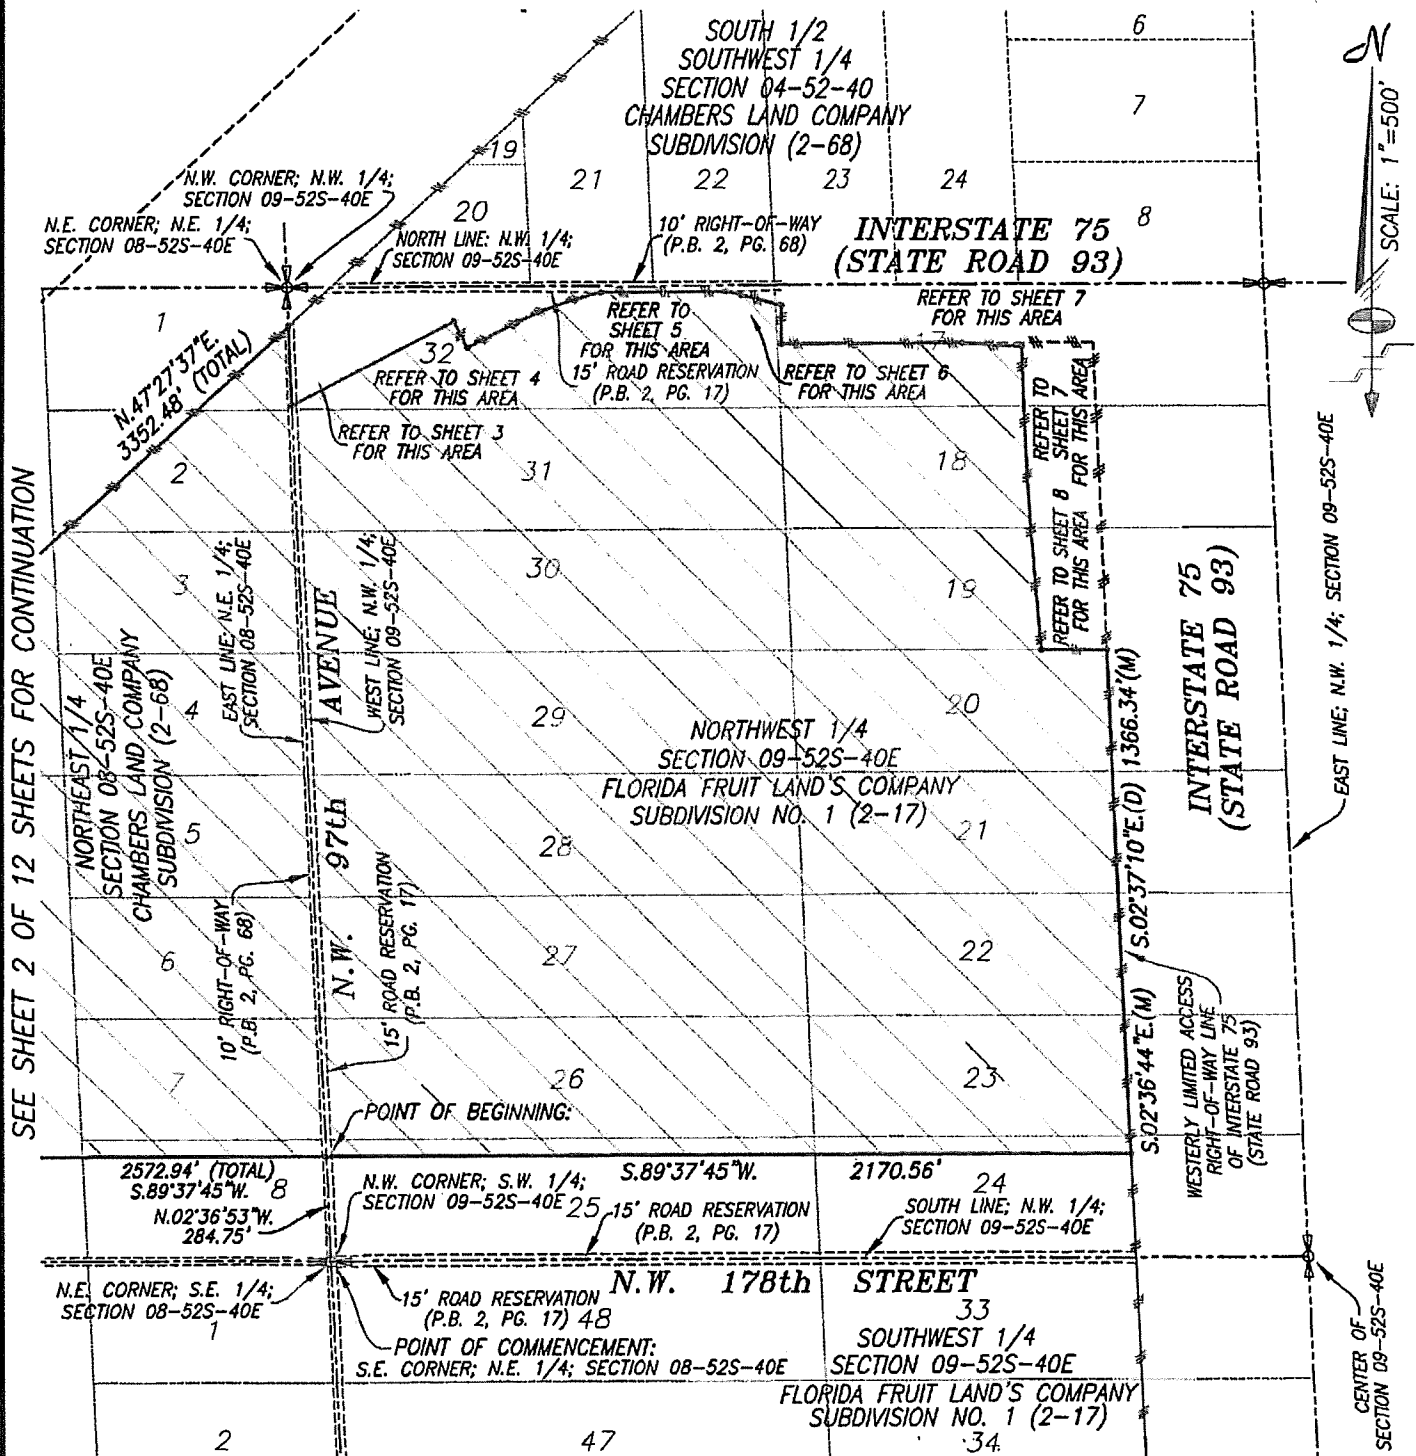 SOUTH 1/2
SOUTHWEST 1/4
SECTION 04-52-40
CHAMBERS LAND COMPANY
SUBDIVISION (2-68)
6
7
8
N
SCALE: 1"=500'
19
20
21
22
23
24
N.W. CORNER; N.W. 1/4;
SECTION 09-52S-40E
N.E. CORNER; N.E. 1/4;
SECTION 08-52S-40E
NORTH LINE: N.W. 1/4;
SECTION 09-52S-40E
10' RIGHT-OF-WAY
(P.B. 2, PG. 68)
INTERSTATE 75
(STATE ROAD 93)
REFER TO SHEET 7
FOR THIS AREA
1
N.47°27'37"E.
3352.48' (TOTAL)
32
REFER TO SHEET 4
FOR THIS AREA
REFER TO
SHEET 5
FOR THIS AREA
15' ROAD RESERVATION
(P.B. 2, PG. 17)
17
REFER TO SHEET 6
FOR THIS AREA
REFER TO
SHEET 7
FOR THIS AREA
REFER TO SHEET 3
FOR THIS AREA
REFER TO SHEET 8
FOR THIS AREA
SEE SHEET 2 OF 12 SHEETS FOR CONTINUATION
2
3
4
5
6
7
31
30
29
28
27
26
18
19
20
21
22
23
EAST LINE; N.E. 1/4;
SECTION 08-52S-40E
WEST LINE; N.W. 1/4;
SECTION 09-52S-40E
N.W. 97th AVENUE
NORTHEAST 1/4
SECTION 08-52S-40E
CHAMBERS LAND COMPANY
SUBDIVISION (2-68)
NORTHWEST 1/4
SECTION 09-52S-40E
FLORIDA FRUIT LAND'S COMPANY
SUBDIVISION NO. 1 (2-17)
10' RIGHT-OF-WAY
(P.B. 2, PG. 68)
15' ROAD RESERVATION
(P.B. 2, PG. 17)
S.02°36'44"E.(M) S.02°37'10"E.(D) 1366.34'(M)
INTERSTATE 75
(STATE ROAD 93)
EAST LINE; N.W. 1/4; SECTION 09-52S-40E
WESTERLY LIMITED ACCESS
RIGHT-OF-WAY LINE
OF INTERSTATE 75
(STATE ROAD 93)
POINT OF BEGINNING:
2572.94' (TOTAL)
S.89°37'45"W.
8
N.02°36'53"W.
284.75'
N.W. CORNER; S.W. 1/4;
SECTION 09-52S-40E
25
S.89°37'45"W. 2170.56'
15' ROAD RESERVATION
(P.B. 2, PG. 17)
24
SOUTH LINE; N.W. 1/4;
SECTION 09-52S-40E
N.E. CORNER; S.E. 1/4;
SECTION 08-52S-40E
1
N.W. 178th STREET
15' ROAD RESERVATION
(P.B. 2, PG. 17)
48
POINT OF COMMENCEMENT:
S.E. CORNER; N.E. 1/4; SECTION 08-52S-40E
33
SOUTHWEST 1/4
SECTION 09-52S-40E
FLORIDA FRUIT LAND'S COMPANY
SUBDIVISION NO. 1 (2-17)
CENTER OF
SECTION 09-52S-40E
2
47
34